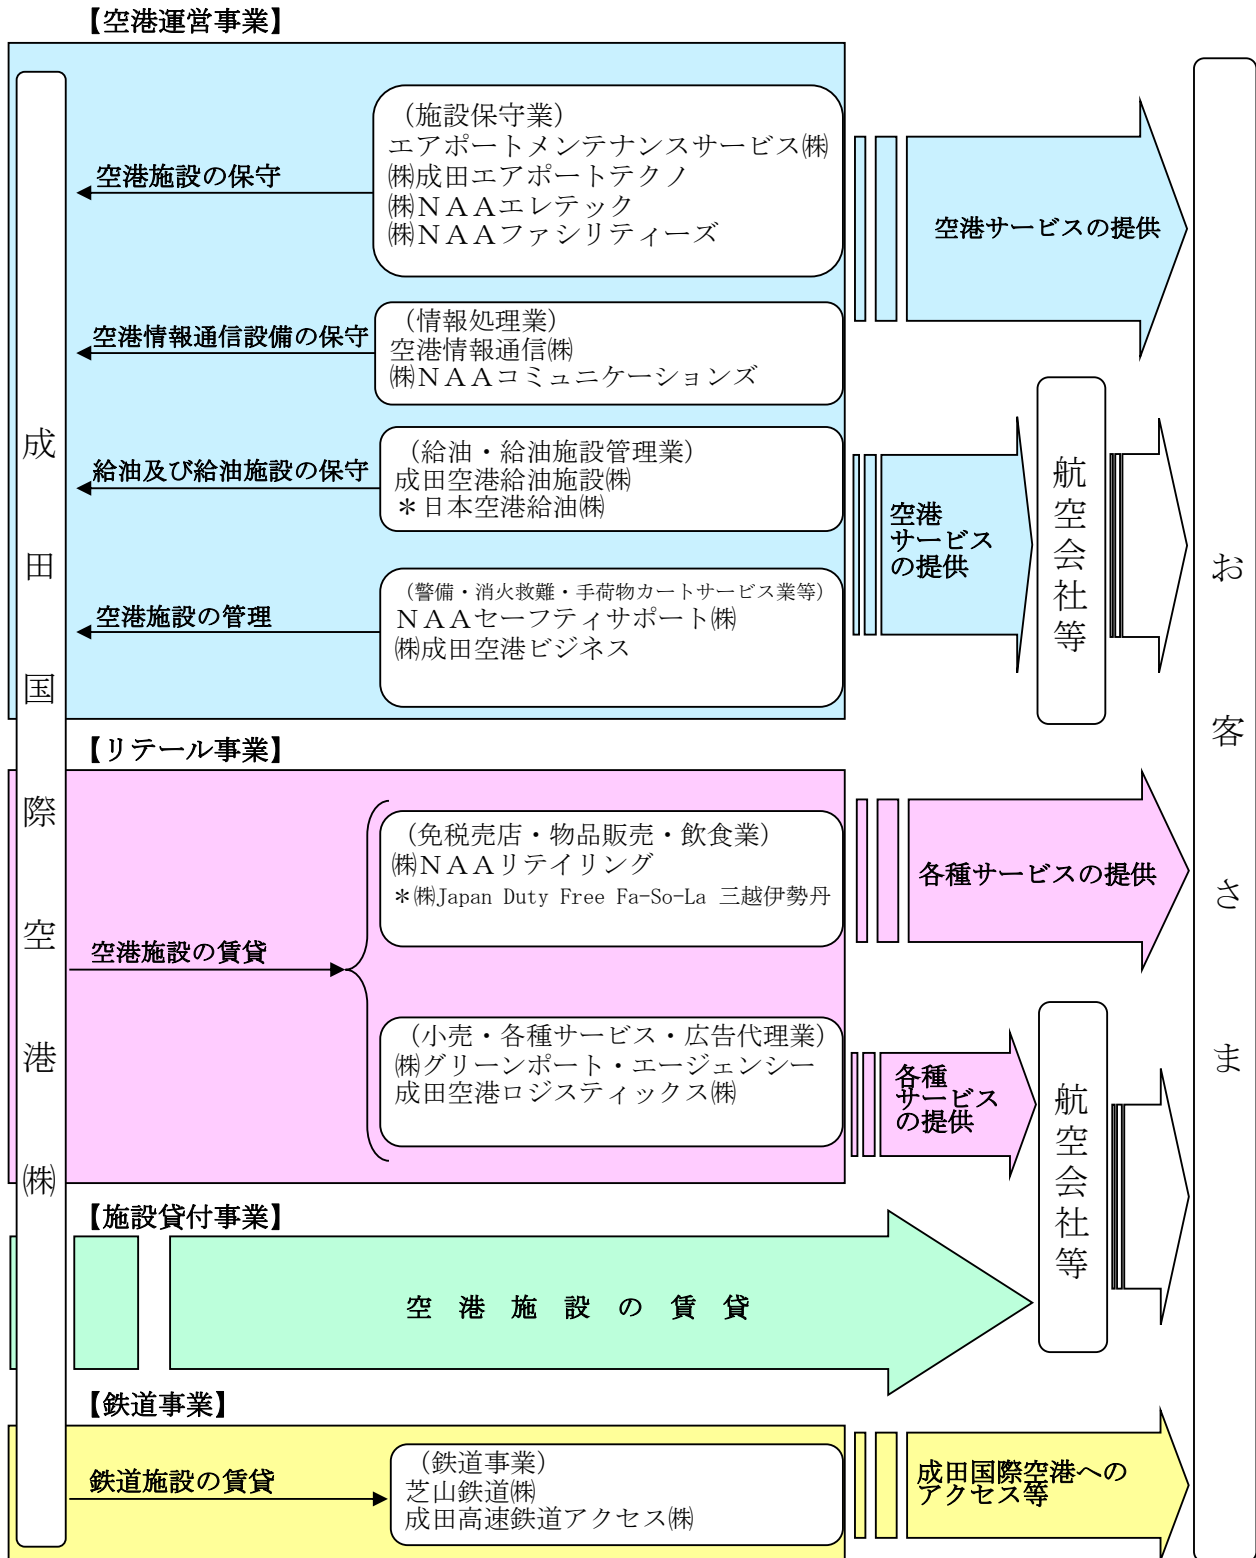 【空港運営事業】
成田国際空港㈱
(施設保守業)
エアポートメンテナンスサービス㈱
㈱成田エアポートテクノ
㈱ＮＡＡエレテック
㈱ＮＡＡファシリティーズ
空港施設の保守
空港サービスの提供
(情報処理業)
空港情報通信㈱
㈱ＮＡＡコミュニケーションズ
空港情報通信設備の保守
(給油・給油施設管理業)
成田空港給油施設㈱
＊日本空港給油㈱
給油及び給油施設の保守
(警備・消火救難・手荷物カートサービス業等)
ＮＡＡセーフティサポート㈱
㈱成田空港ビジネス
空港施設の管理
空港
サービス
の提供
航空会社等
お客さま
【リテール事業】
(免税売店・物品販売・飲食業)
㈱ＮＡＡリテイリング
＊㈱Japan Duty Free Fa-So-La 三越伊勢丹
空港施設の賃貸
各種サービスの提供
(小売・各種サービス・広告代理業)
㈱グリーンポート・エージェンシー
成田空港ロジスティックス㈱
各種
サービス
の提供
航空会社等
【施設貸付事業】
空港施設の賃貸
【鉄道事業】
(鉄道事業)
芝山鉄道㈱
成田高速鉄道アクセス㈱
鉄道施設の賃貸
成田国際空港への
アクセス等